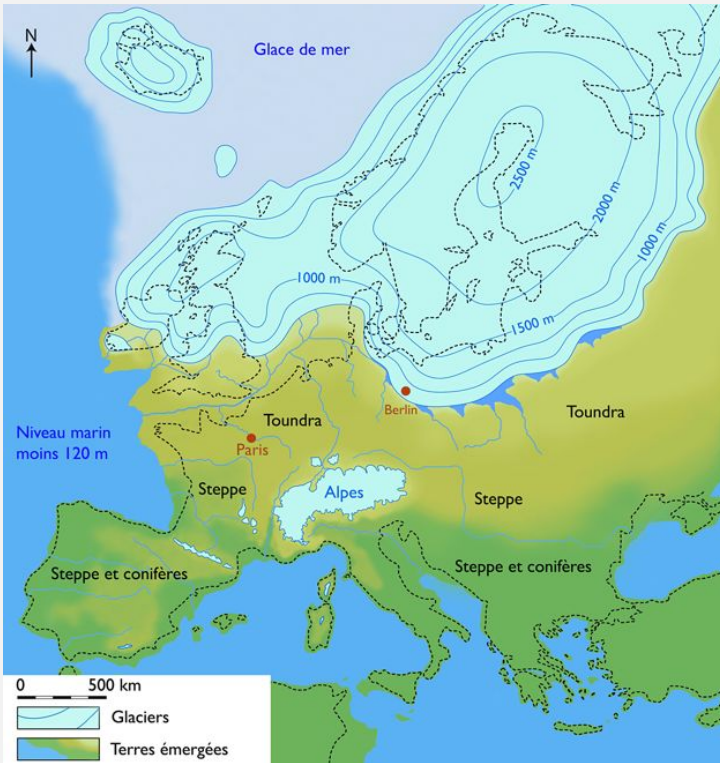 N
Glace de mer
2500 m
2000 m
1000 m
1000 m
1500 m
Berlin
Toundra
Toundra
Niveau marin
moins 120 m
Paris
Steppe
Alpes
Steppe
Steppe et conifères
Steppe et conifères
0 500 km
Glaciers
Terres émergées